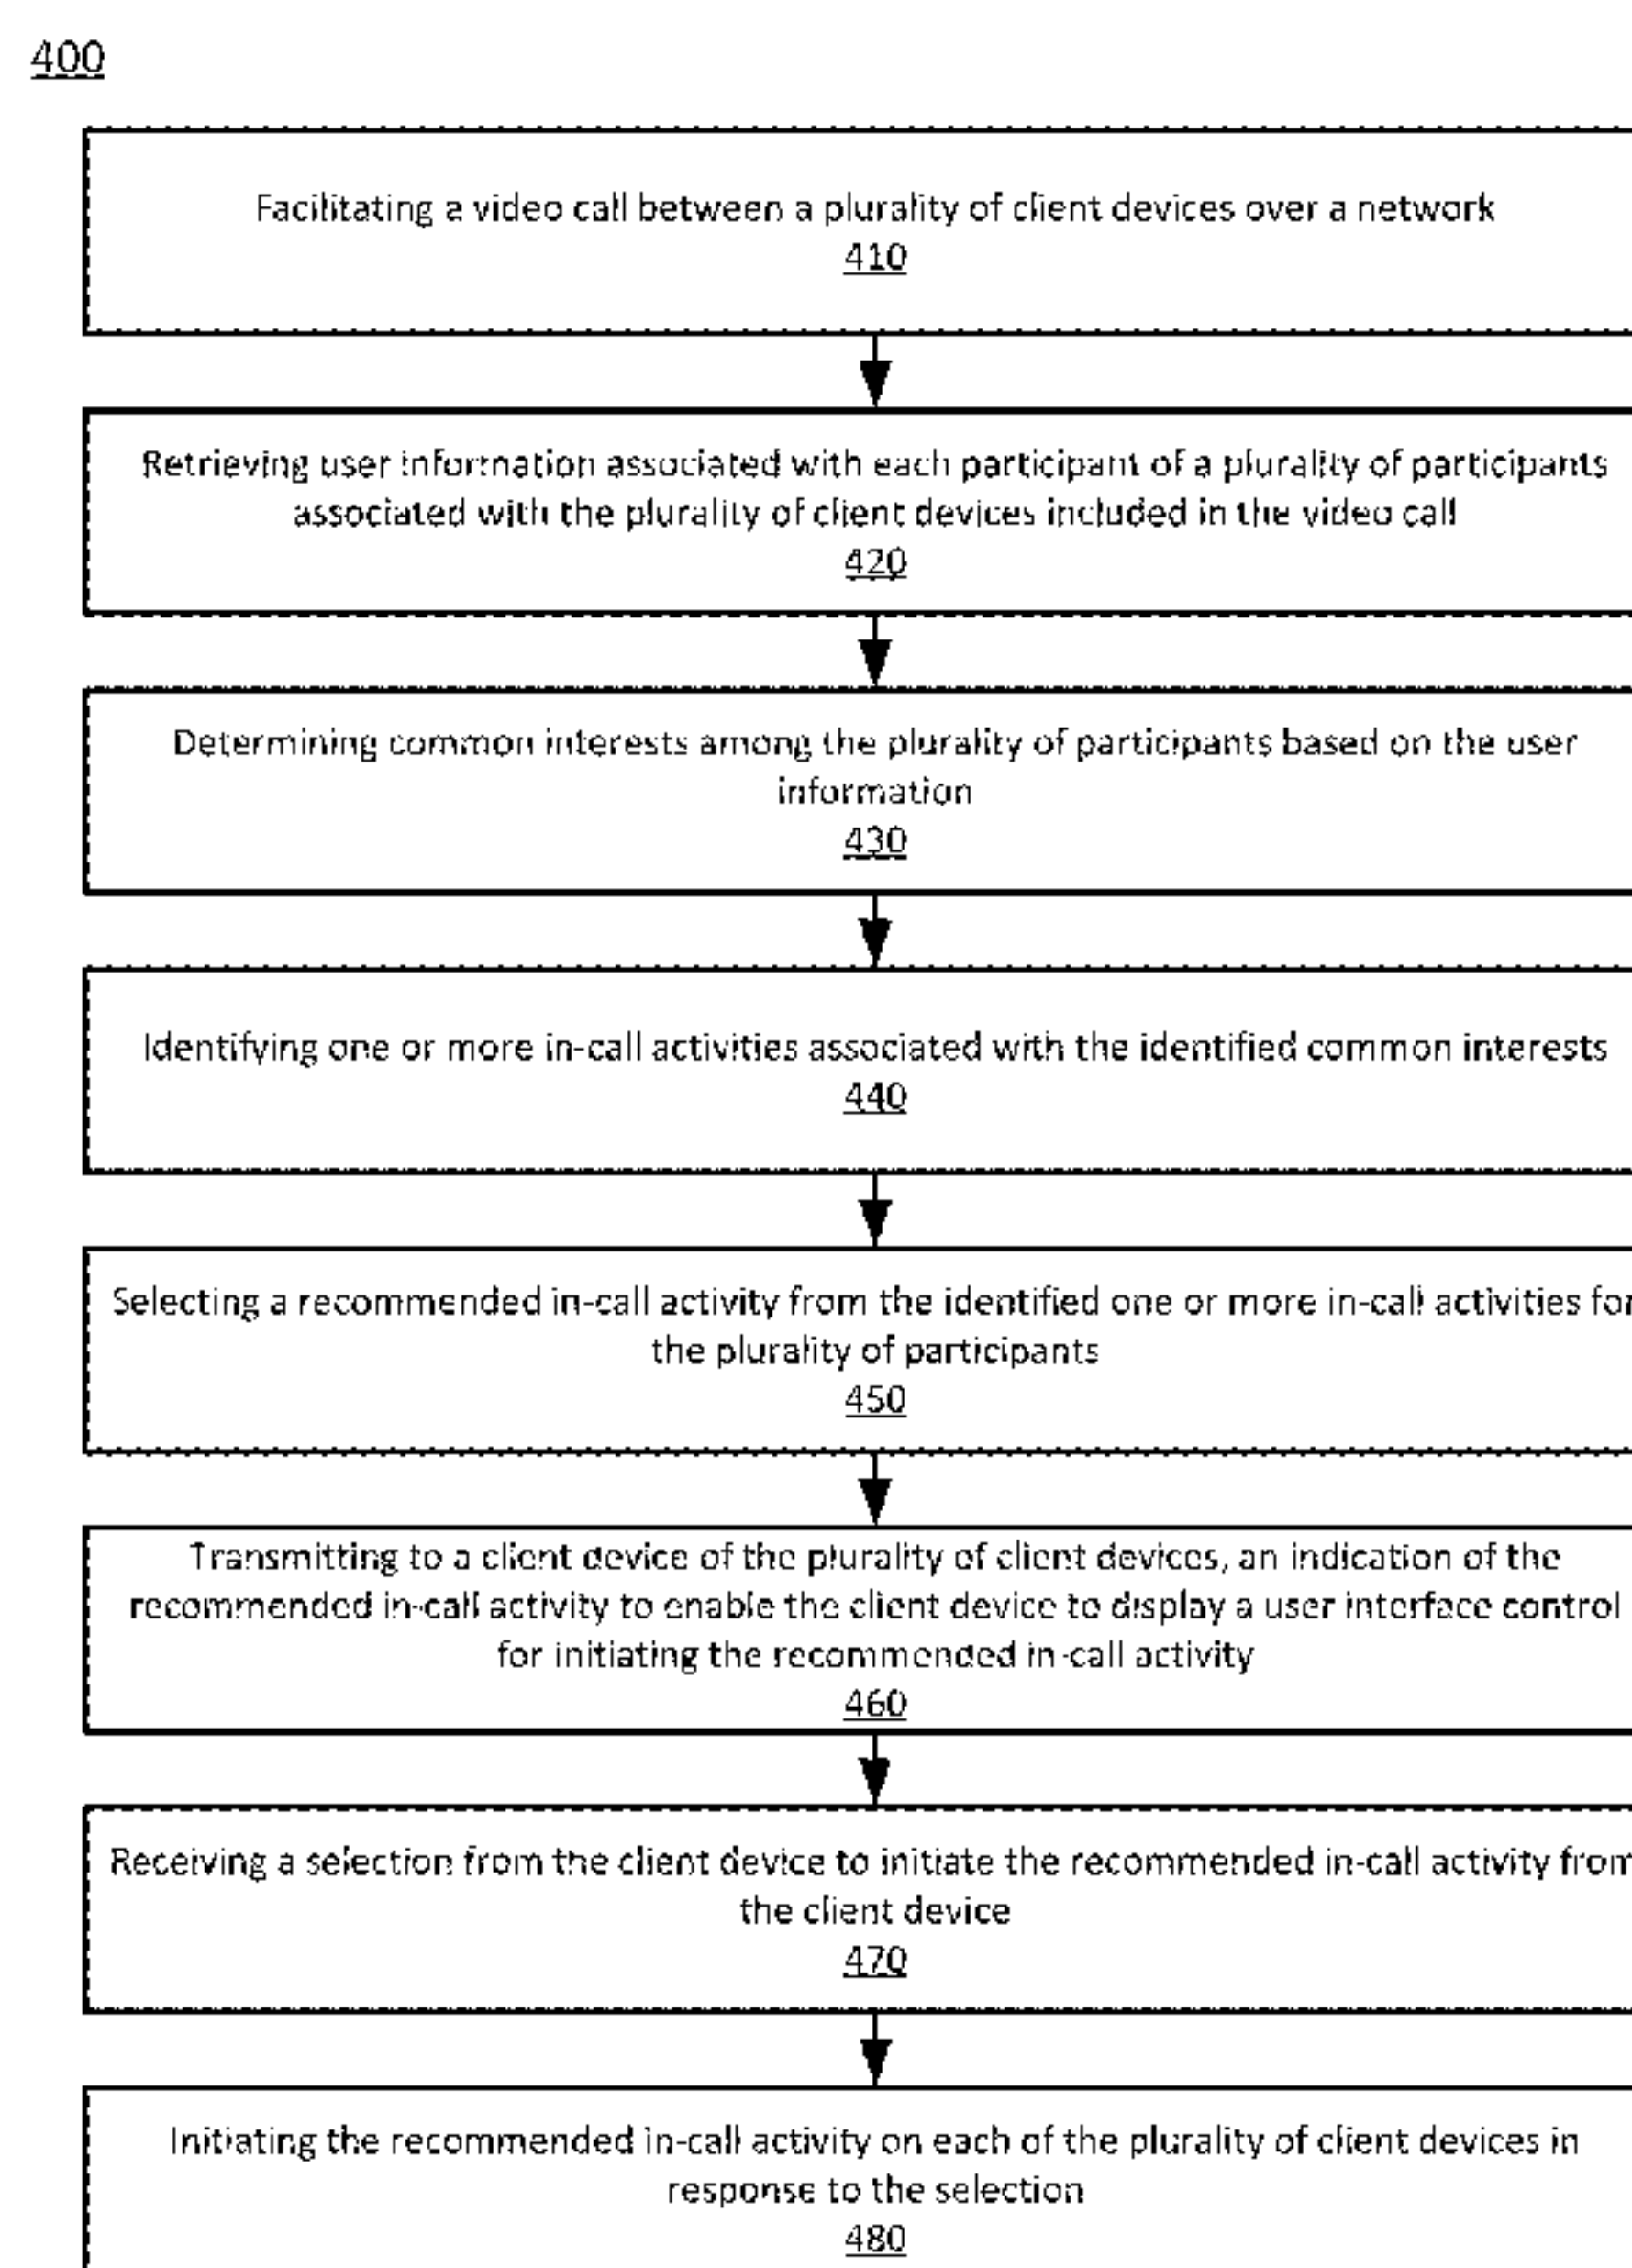 400
Facilitating a video call between a plurality of client devices over a network
410
Retrieving user information associated with each participant of a plurality of participants
associated with the plurality of client devices included in the video call
420
Determining common interests among the plurality of participants based on the user
information
430
Identifying one or more in-call activities associated with the identified common interests
440
Selecting a recommended in-call activity from the identified one or more in-call activities for
the plurality of participants
450
Transmitting to a client device of the plurality of client devices, an indication of the
recommended in-call activity to enable the client device to display a user interface control
for initiating the recommended in-call activity
460
Receiving a selection from the client device to initiate the recommended in-call activity from
the client device
470
Initiating the recommended in-call activity on each of the plurality of client devices in
response to the selection
480